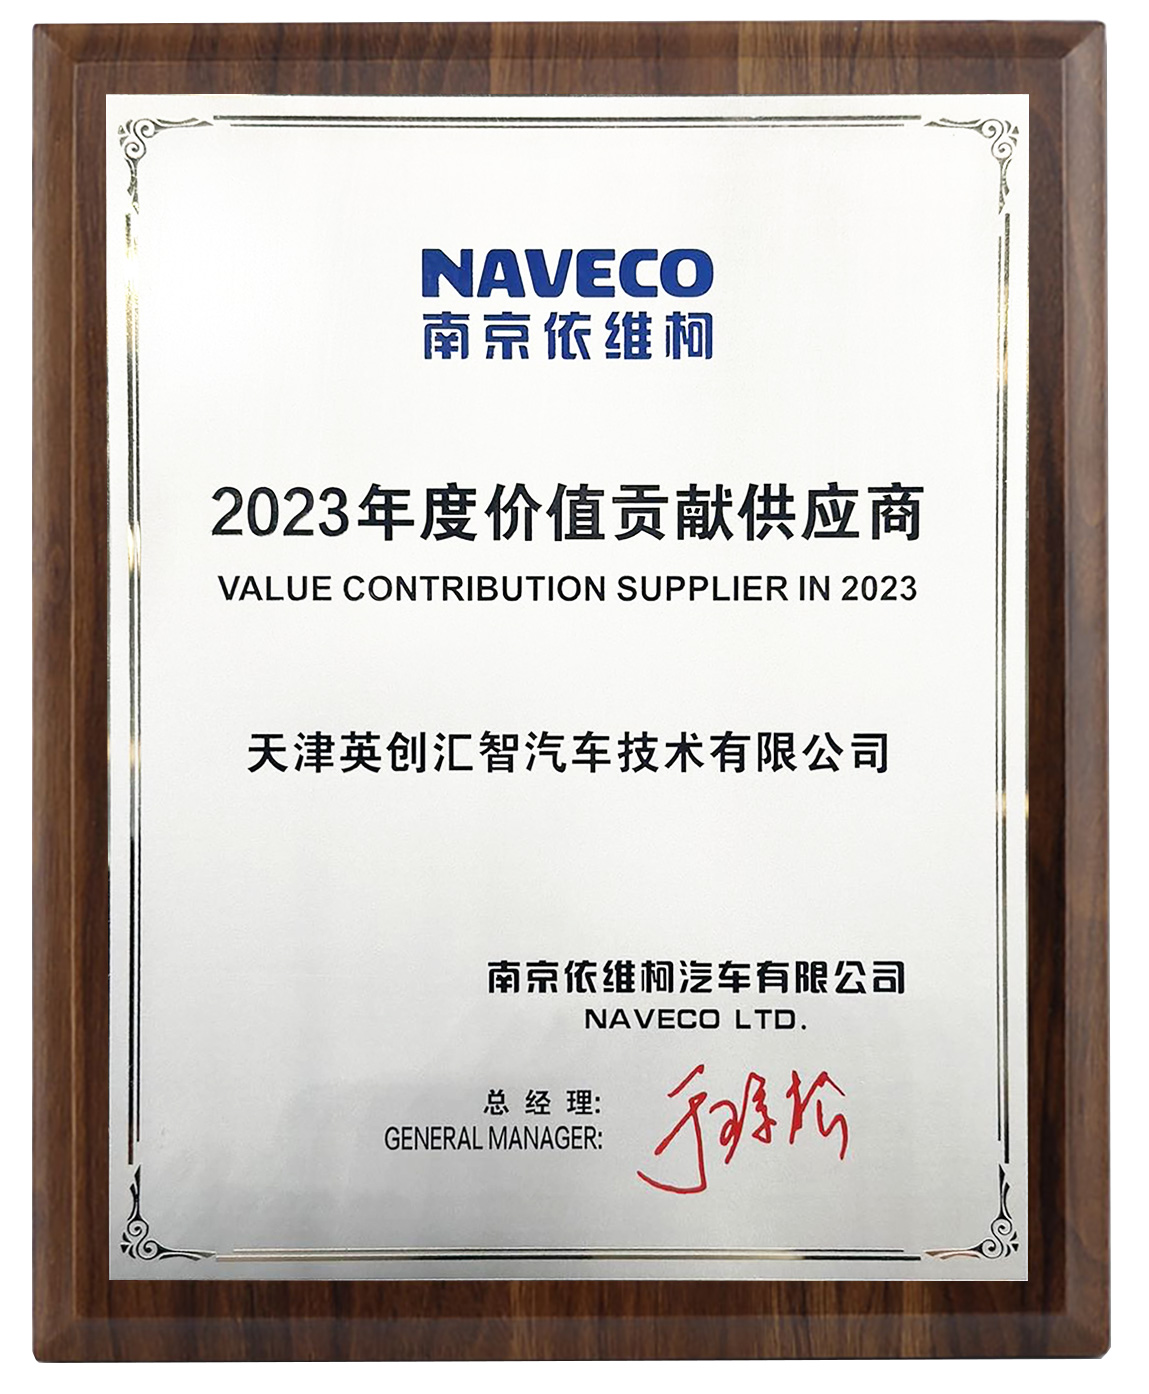 NAVECO
南京依维柯
2023年度价值贡献供应商
VALUE CONTRIBUTION SUPPLIER IN 2023
天津英创汇智汽车技术有限公司
南京依维柯汽车有限公司
NAVECO LTD.
总经理:
GENERAL MANAGER: